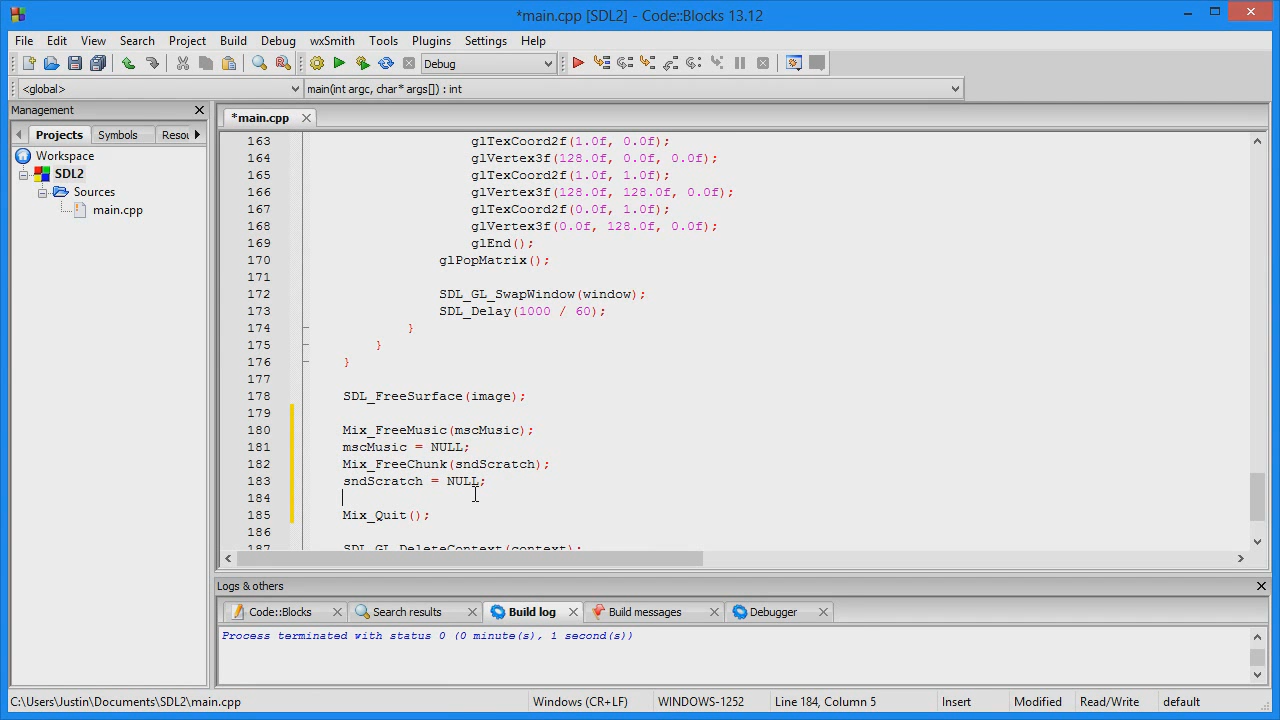 *main.cpp [SDL2] - Code::Blocks 13.12
File Edit View Search Project Build Debug wxSmith Tools Plugins Settings Help
Debug
<global> main(int argc, char* args[]) : int
Management
*main.cpp
Projects Symbols Resou
Workspace
SDL2
Sources
main.cpp
163 glTexCoord2f(1.0f, 0.0f);
164 glVertex3f(128.0f, 0.0f, 0.0f);
165 glTexCoord2f(1.0f, 1.0f);
166 glVertex3f(128.0f, 128.0f, 0.0f);
167 glTexCoord2f(0.0f, 1.0f);
168 glVertex3f(0.0f, 128.0f, 0.0f);
169 glEnd();
170 glPopMatrix();
171
172 SDL_GL_SwapWindow(window);
173 SDL_Delay(1000 / 60);
174 }
175 }
176 }
177
178 SDL_FreeSurface(image);
179
180 Mix_FreeMusic(mscMusic);
181 mscMusic = NULL;
182 Mix_FreeChunk(sndScratch);
183 sndScratch = NULL;
184
185 Mix_Quit();
186
187 SDL_GL_DeleteContext(context);
Logs & others
Code::Blocks Search results Build log Build messages Debugger
Process terminated with status 0 (0 minute(s), 1 second(s))
C:\Users\Justin\Documents\SDL2\main.cpp Windows (CR+LF) WINDOWS-1252 Line 184, Column 5 Insert Modified Read/Write default